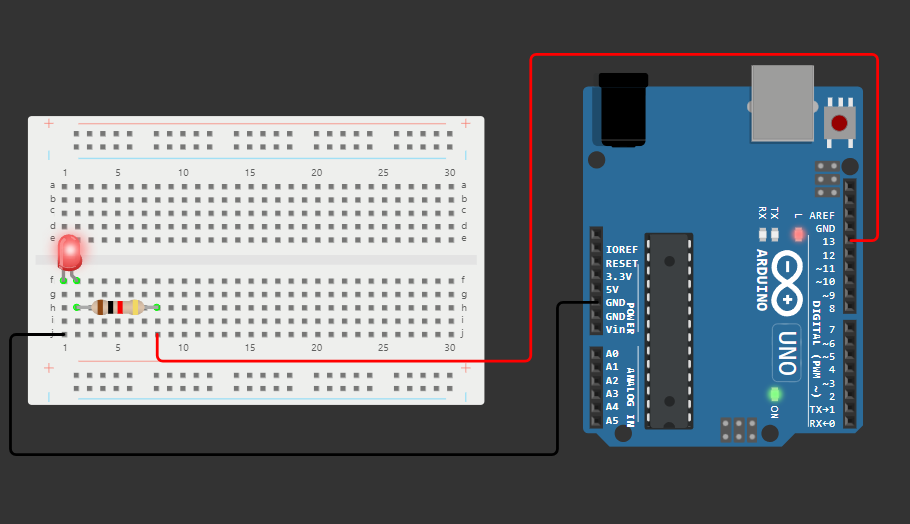 + +
| |
1 5 10 15 20 25 30
a a
b b
c c
d d
e e
f f
g g
h h
i i
j j
1 5 10 15 20 25 30
+ +
| |
RX TX L
AREF
GND
13
12
~11
~10
~9
8
7
~6
~5
4
~3
2
TX→1
RX←0
DIGITAL (PWM ~)
ARDUINO
UNO
ON
IOREF
RESET
3.3V
5V
GND
GND
Vin
POWER
A0
A1
A2
A3
A4
A5
ANALOG IN